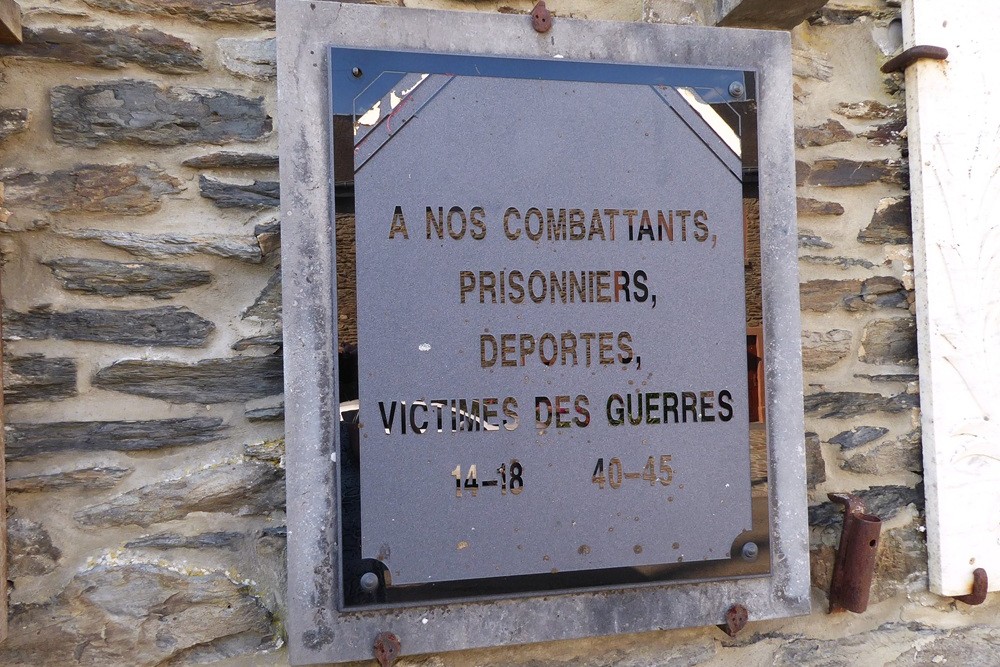 A NOS COMBATTANTS,
PRISONNIERS,
DEPORTES,
VICTIMES DES GUERRES
14-18 40-45